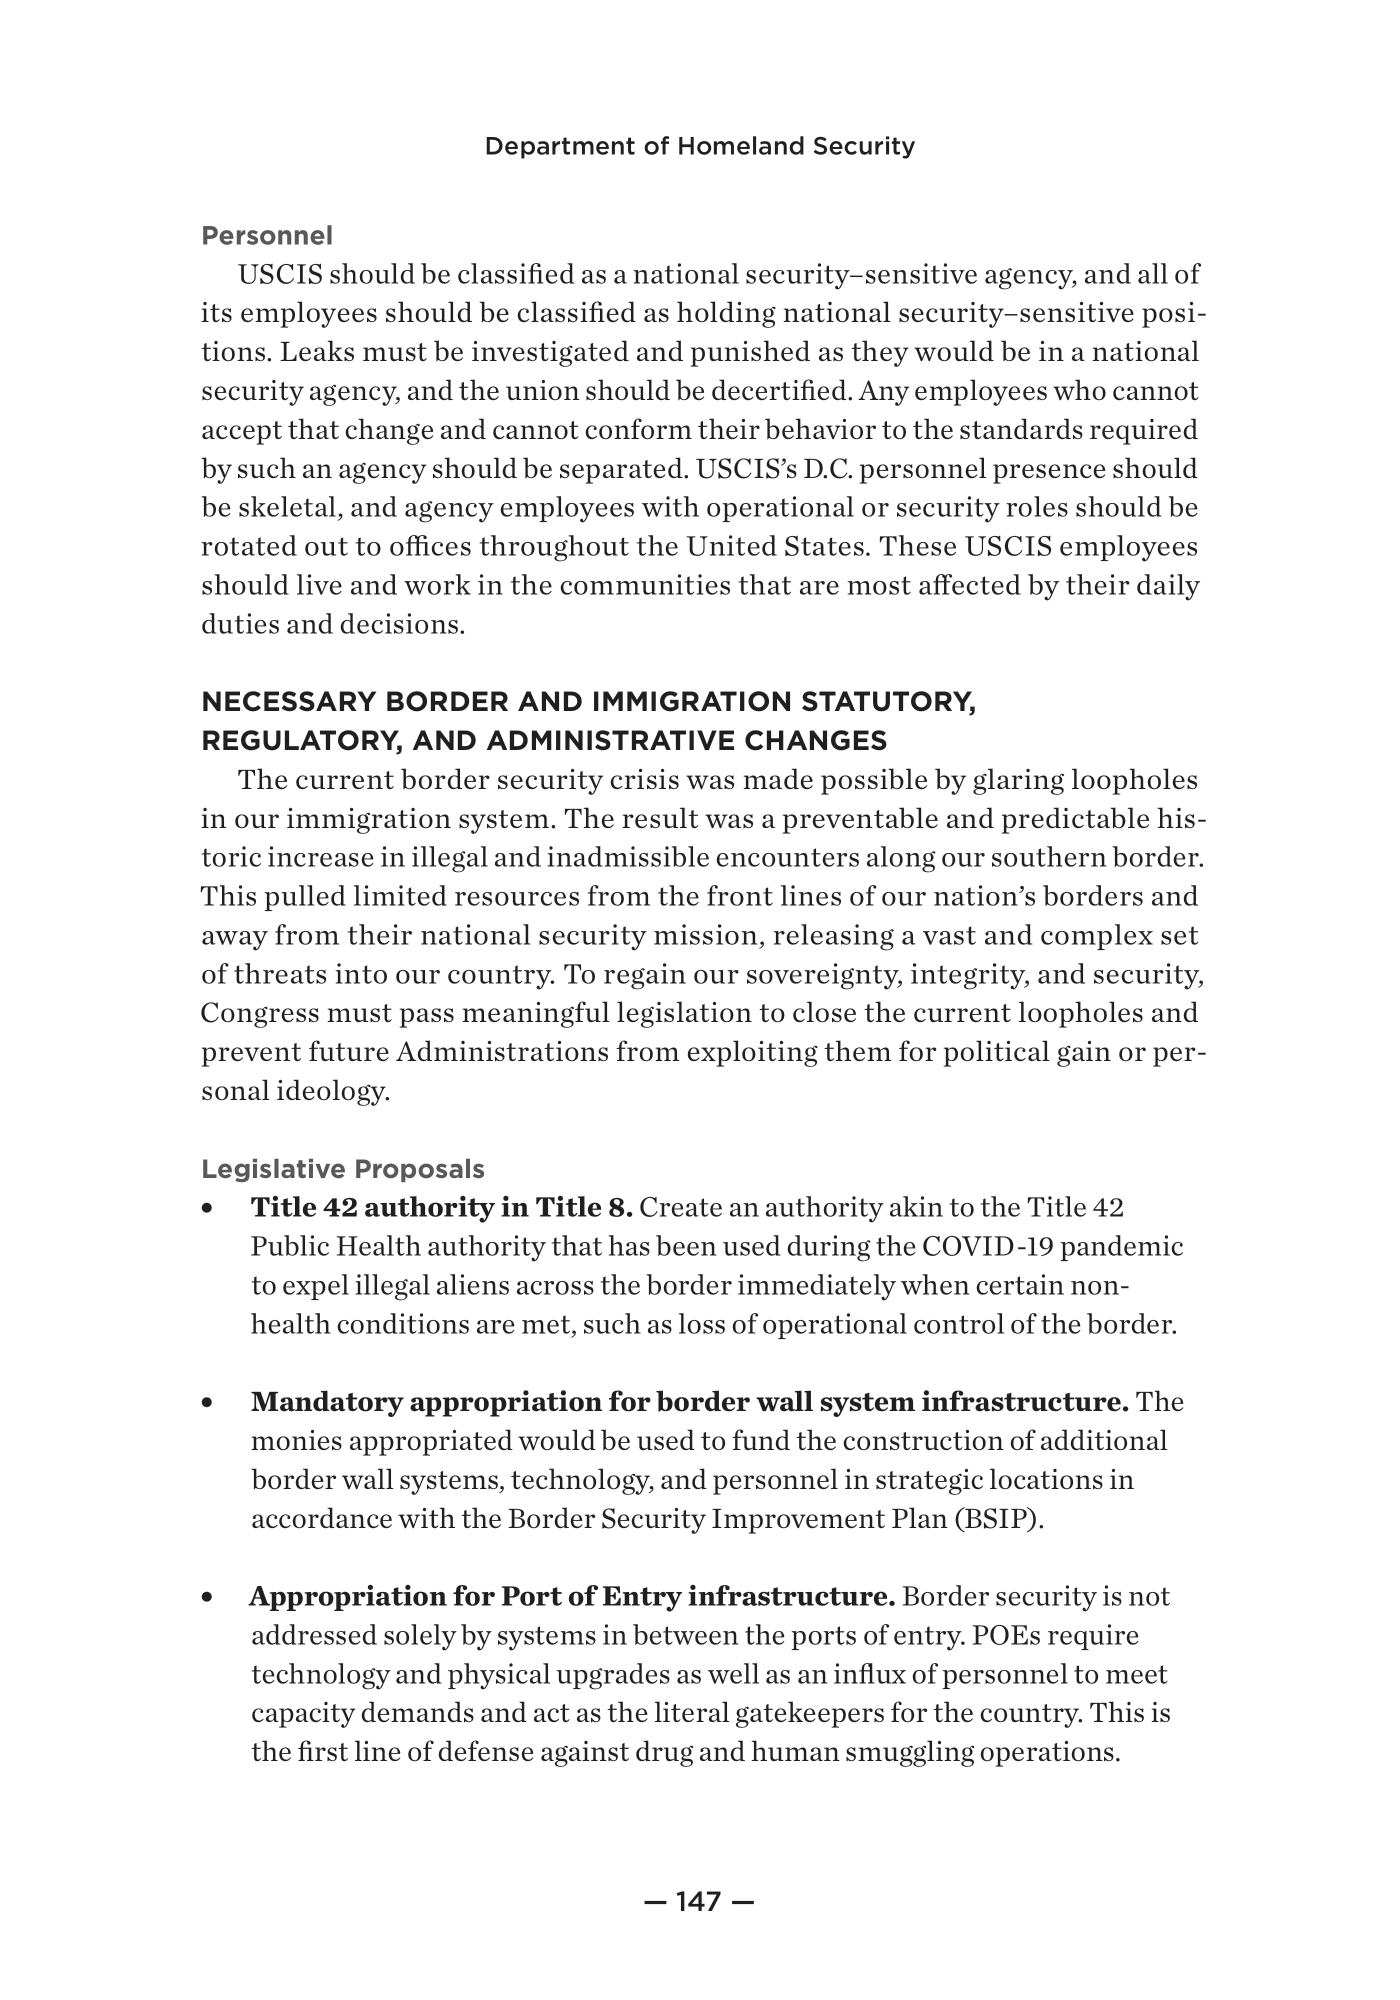 Department of Homeland Security
Personnel
USCIS should be classified as a national security–sensitive agency, and all of
its employees should be classified as holding national security–sensitive posi-
tions. Leaks must be investigated and punished as they would be in a national
security agency, and the union should be decertified. Any employees who cannot
accept that change and cannot conform their behavior to the standards required
by such an agency should be separated. USCIS’s D.C. personnel presence should
be skeletal, and agency employees with operational or security roles should be
rotated out to offices throughout the United States. These USCIS employees
should live and work in the communities that are most affected by their daily
duties and decisions.
NECESSARY BORDER AND IMMIGRATION STATUTORY,
REGULATORY, AND ADMINISTRATIVE CHANGES
The current border security crisis was made possible by glaring loopholes
in our immigration system. The result was a preventable and predictable his-
toric increase in illegal and inadmissible encounters along our southern border.
This pulled limited resources from the front lines of our nation’s borders and
away from their national security mission, releasing a vast and complex set
of threats into our country. To regain our sovereignty, integrity, and security,
Congress must pass meaningful legislation to close the current loopholes and
prevent future Administrations from exploiting them for political gain or per-
sonal ideology.
Legislative Proposals
• Title 42 authority in Title 8. Create an authority akin to the Title 42
Public Health authority that has been used during the COVID-19 pandemic
to expel illegal aliens across the border immediately when certain non-
health conditions are met, such as loss of operational control of the border.
• Mandatory appropriation for border wall system infrastructure. The
monies appropriated would be used to fund the construction of additional
border wall systems, technology, and personnel in strategic locations in
accordance with the Border Security Improvement Plan (BSIP).
• Appropriation for Port of Entry infrastructure. Border security is not
addressed solely by systems in between the ports of entry. POEs require
technology and physical upgrades as well as an influx of personnel to meet
capacity demands and act as the literal gatekeepers for the country. This is
the first line of defense against drug and human smuggling operations.
— 147 —